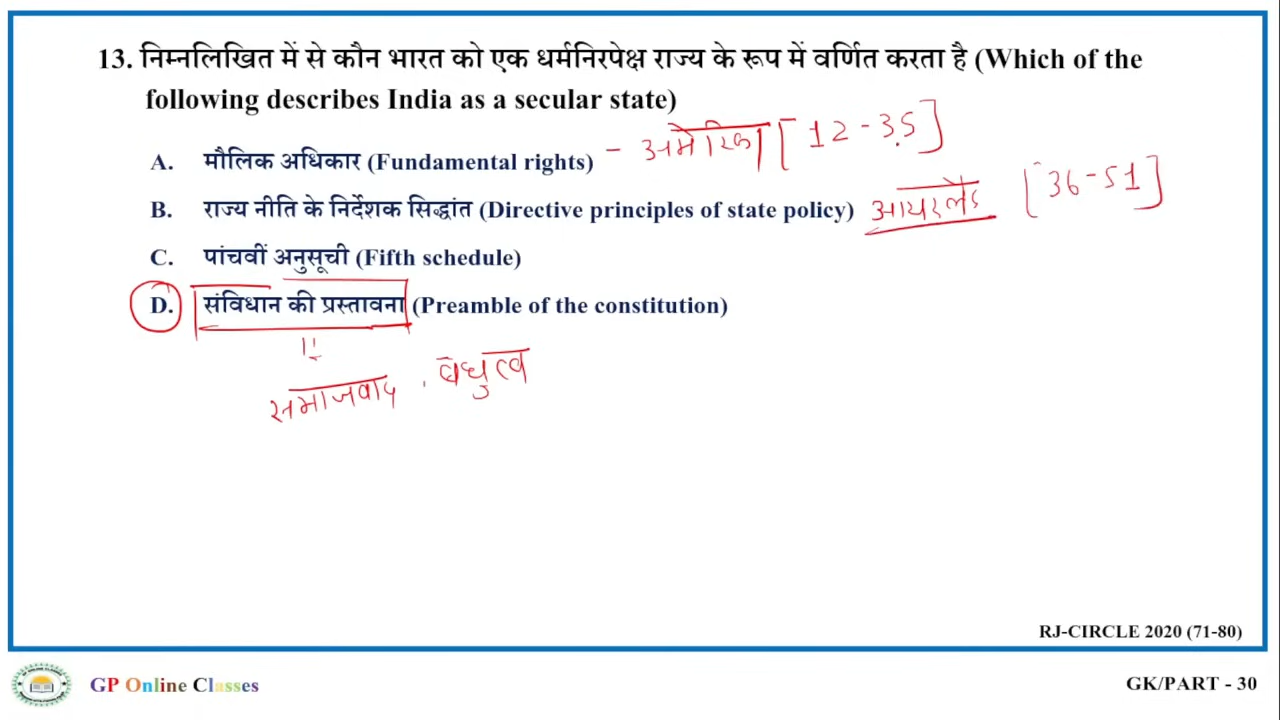 13. निम्नलिखित में से कौन भारत को एक धर्मनिरपेक्ष राज्य के रूप में वर्णित करता है (Which of the
following describes India as a secular state)
A. मौलिक अधिकार (Fundamental rights) - अमेरिका [12-35]
B. राज्य नीति के निर्देशक सिद्धांत (Directive principles of state policy) आयरलैंड [36-51]
C. पांचवीं अनुसूची (Fifth schedule)
D. संविधान की प्रस्तावना (Preamble of the constitution)
समाजवाद , बंधुत्व
RJ-CIRCLE 2020 (71-80)
GP Online Classes
GK/PART - 30